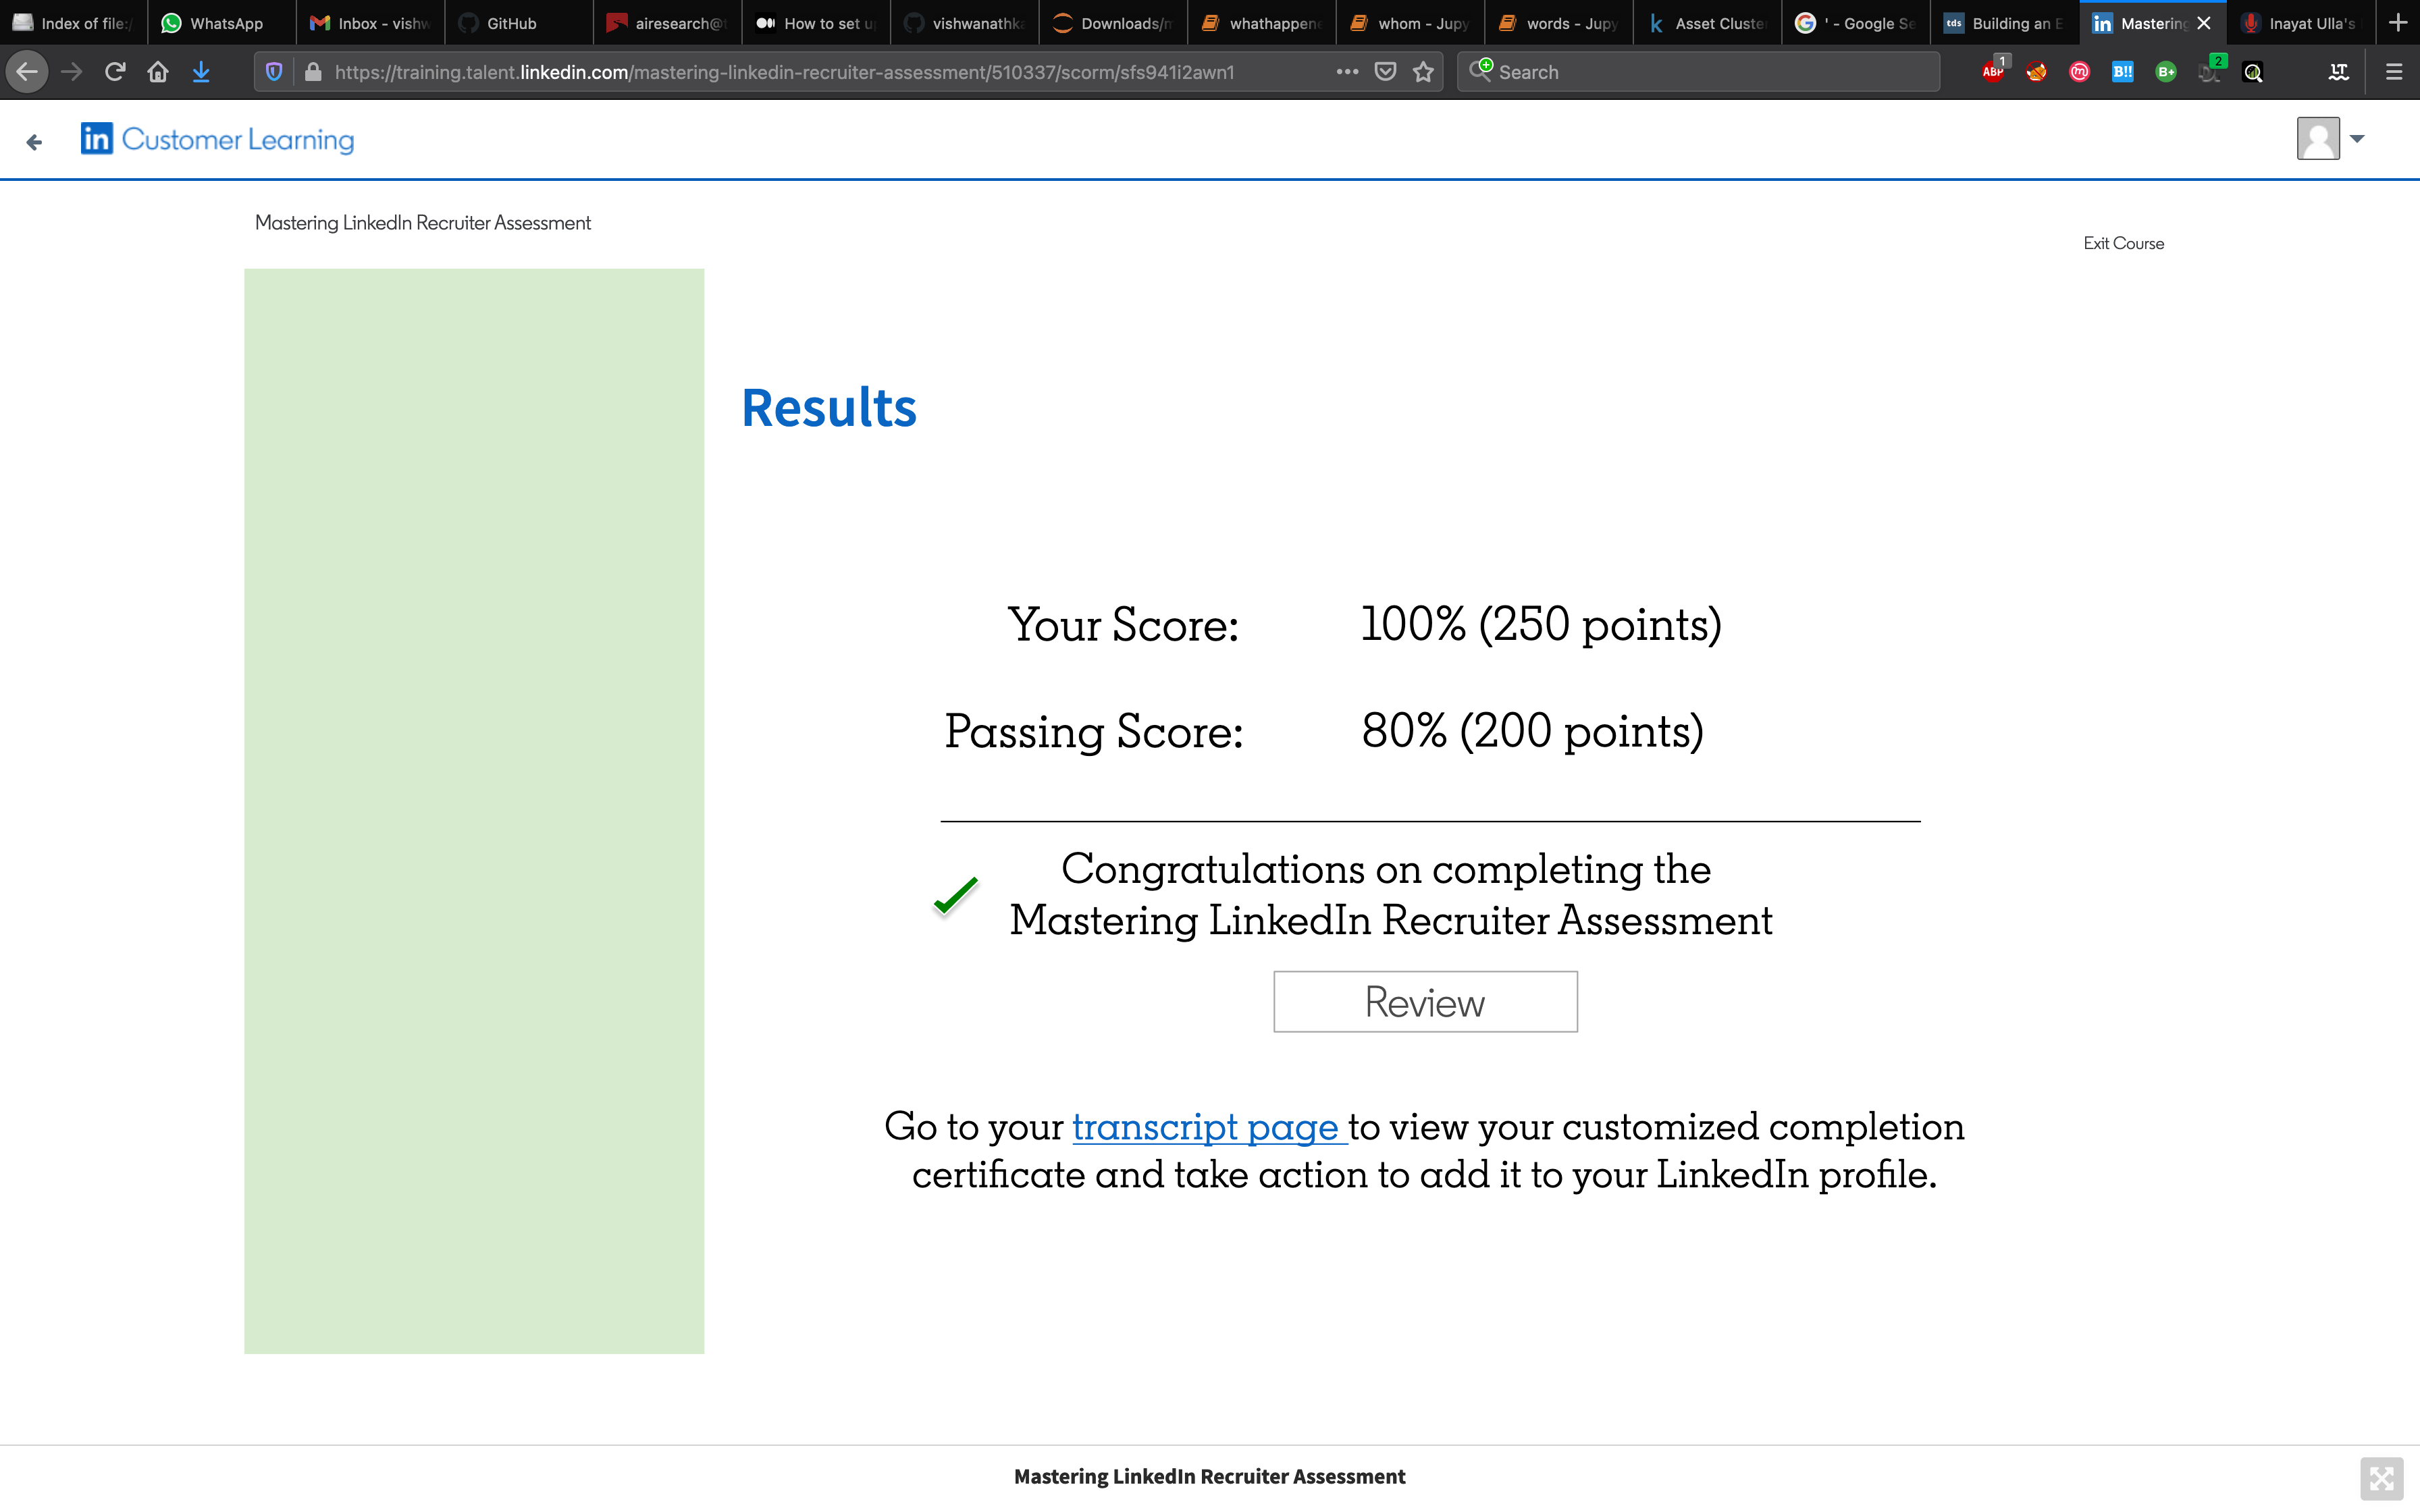 Index of file:/
WhatsApp
Inbox - vishw
GitHub
airesearch@
How to set u
vishwanathka
Downloads/m
whathappene
whom - Jupy
words - Jupy
Asset Cluste
' - Google Se
Building an E
Mastering
Inayat Ulla's
https://training.talent.linkedin.com/mastering-linkedin-recruiter-assessment/510337/scorm/sfs941i2awn1
Search
ABP 1
B!!
B+
2
in Customer Learning
Mastering LinkedIn Recruiter Assessment
Exit Course
Results
Your Score: 100% (250 points)
Passing Score: 80% (200 points)
Congratulations on completing the
Mastering LinkedIn Recruiter Assessment
Review
Go to your transcript page to view your customized completion
certificate and take action to add it to your LinkedIn profile.
Mastering LinkedIn Recruiter Assessment